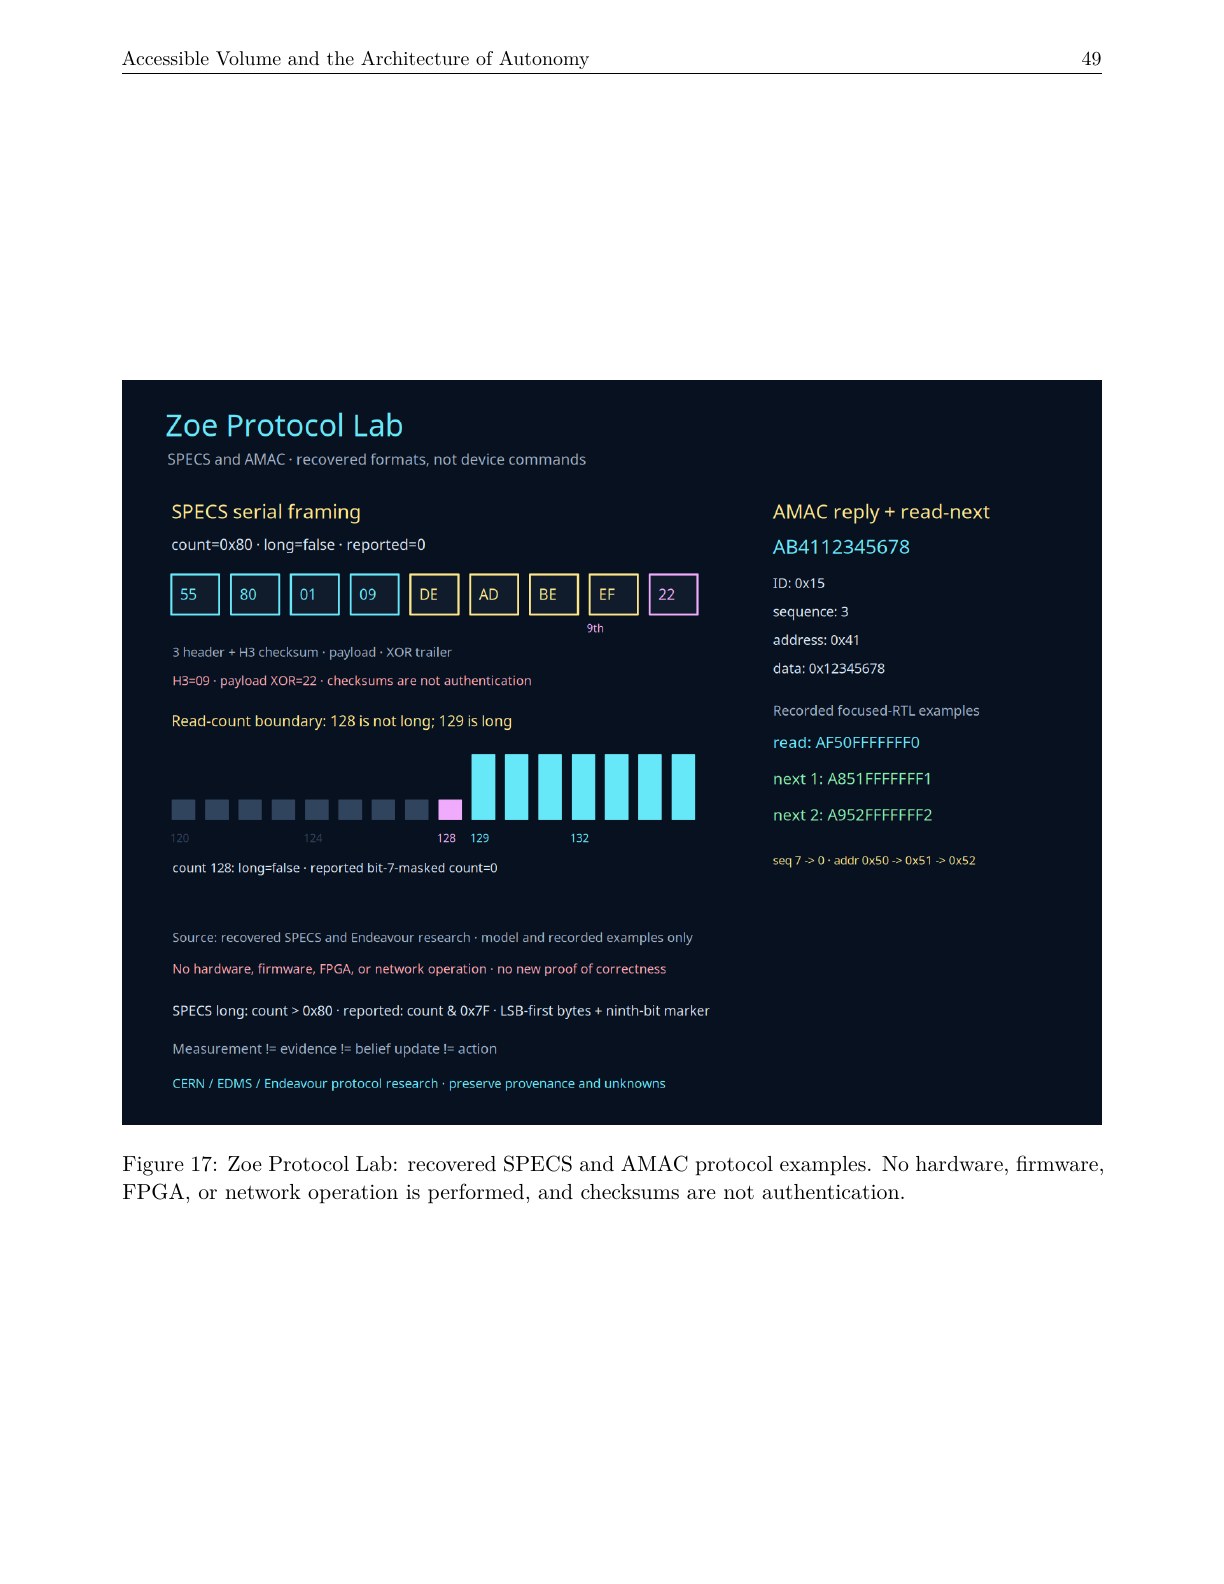 Accessible Volume and the Architecture of Autonomy 49
Zoe Protocol Lab
SPECS and AMAC · recovered formats, not device commands
SPECS serial framing
count=0x80 · long=false · reported=0
55 80 01 09 DE AD BE EF 22
9th
3 header + H3 checksum · payload · XOR trailer
H3=09 · payload XOR=22 · checksums are not authentication
Read-count boundary: 128 is not long; 129 is long
120 124 128 129 132
count 128: long=false · reported bit-7-masked count=0
AMAC reply + read-next
AB4112345678
ID: 0x15
sequence: 3
address: 0x41
data: 0x12345678
Recorded focused-RTL examples
read: AF50FFFFFFF0
next 1: A851FFFFFFF1
next 2: A952FFFFFFF2
seq 7 -> 0 · addr 0x50 -> 0x51 -> 0x52
Source: recovered SPECS and Endeavour research · model and recorded examples only
No hardware, firmware, FPGA, or network operation · no new proof of correctness
SPECS long: count > 0x80 · reported: count & 0x7F · LSB-first bytes + ninth-bit marker
Measurement != evidence != belief update != action
CERN / EDMS / Endeavour protocol research · preserve provenance and unknowns
Figure 17: Zoe Protocol Lab: recovered SPECS and AMAC protocol examples. No hardware, firmware,
FPGA, or network operation is performed, and checksums are not authentication.